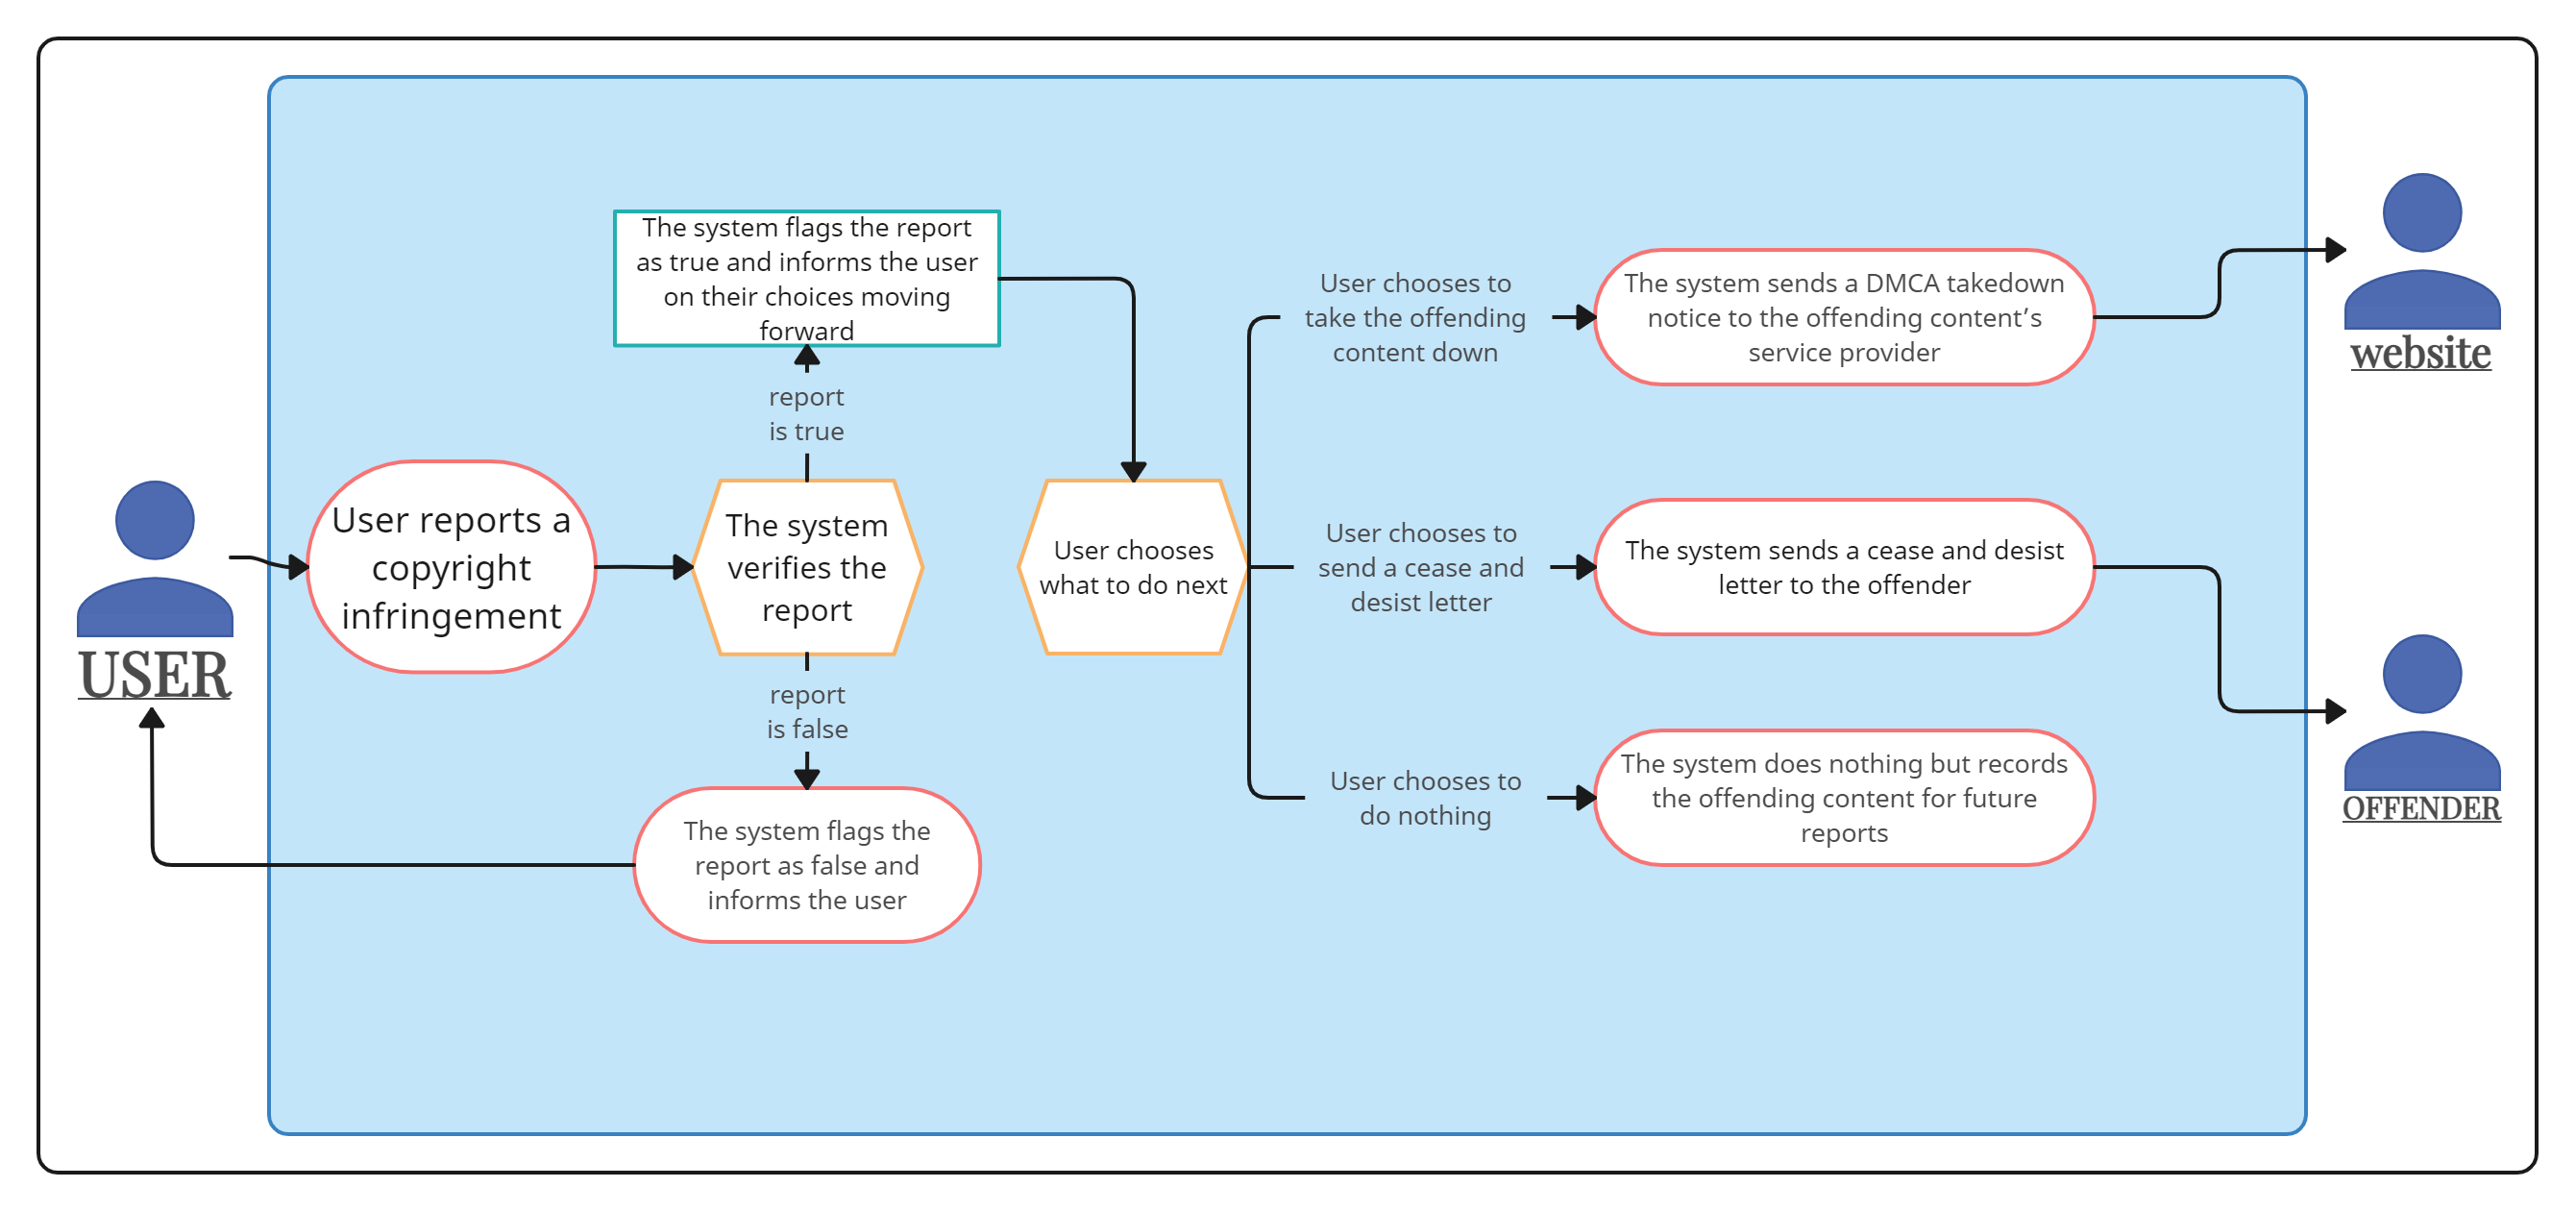 The system flags the report
as true and informs the user
on their choices moving
forward
report
is true
USER
User reports a
copyright
infringement
The system
verifies the
report
report
is false
The system flags the
report as false and
informs the user
User chooses
what to do next
User chooses to
take the offending
content down
The system sends a DMCA takedown
notice to the offending content’s
service provider
website
User chooses to
send a cease and
desist letter
The system sends a cease and desist
letter to the offender
OFFENDER
User chooses to
do nothing
The system does nothing but records
the offending content for future
reports